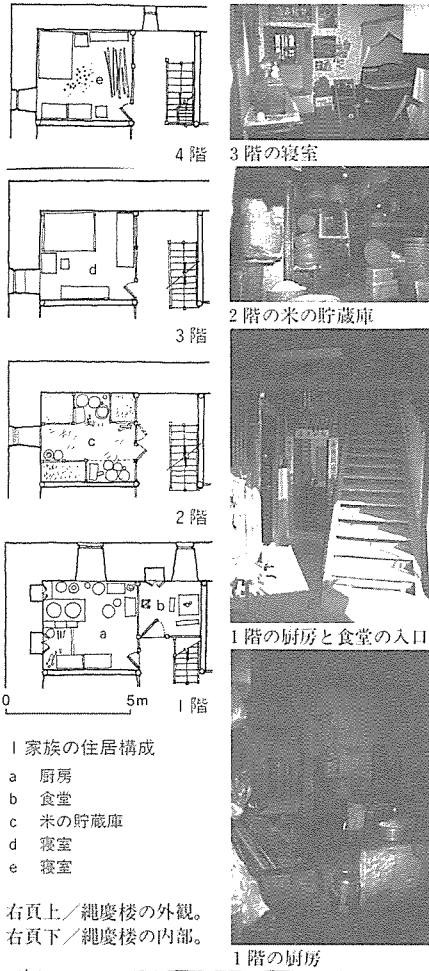 e
4階
d
3階
c
2階
a
b
0 5m
1階
1家族の住居構成
a 厨房
b 食堂
c 米の貯蔵庫
d 寝室
e 寝室
右頁上／縄慶楼の外観。
右頁下／縄慶楼の内部。
3階の寝室
2階の米の貯蔵庫
1階の厨房と食堂の入口
1階の厨房